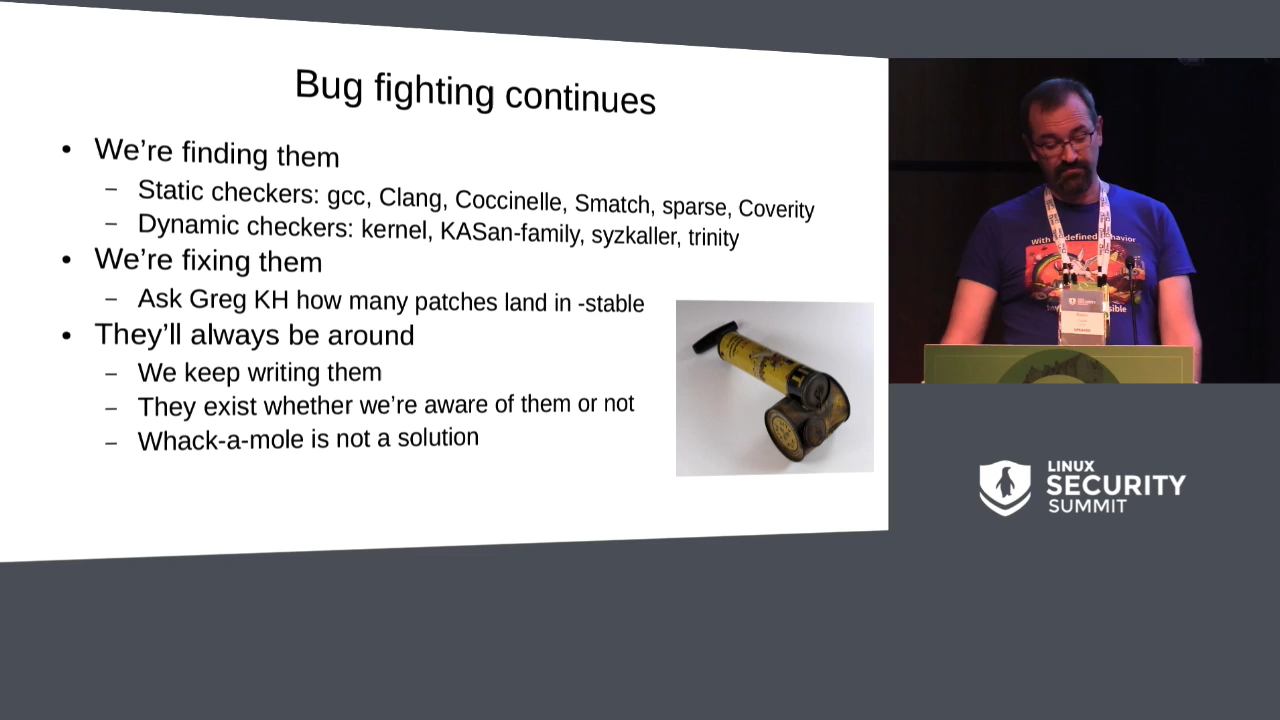 Bug fighting continues
• We’re finding them
– Static checkers: gcc, Clang, Coccinelle, Smatch, sparse, Coverity
– Dynamic checkers: kernel, KASan-family, syzkaller, trinity
• We’re fixing them
– Ask Greg KH how many patches land in -stable
• They’ll always be around
– We keep writing them
– They exist whether we’re aware of them or not
– Whack-a-mole is not a solution
With
defined Behavior
LINUX
SECURITY
SUMMIT